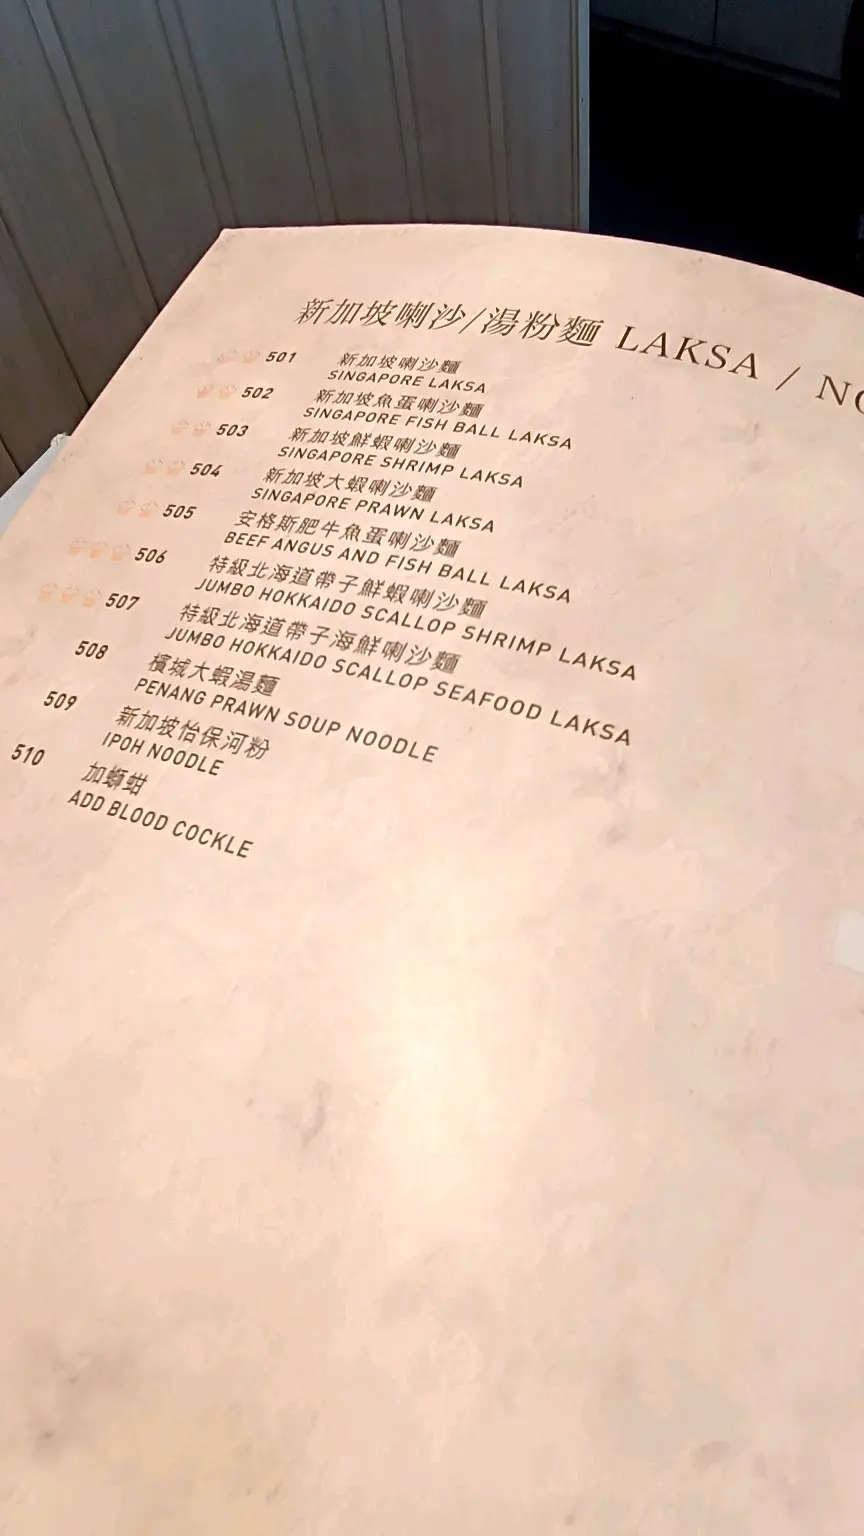 新加坡喇沙/湯粉麵 LAKSA / NO
501 新加坡喇沙麵
SINGAPORE LAKSA
502 新加坡魚蛋喇沙麵
SINGAPORE FISH BALL LAKSA
503 新加坡鮮蝦喇沙麵
SINGAPORE SHRIMP LAKSA
504 新加坡大蝦喇沙麵
SINGAPORE PRAWN LAKSA
505 安格斯肥牛魚蛋喇沙麵
BEEF ANGUS AND FISH BALL LAKSA
506 特級北海道帶子鮮蝦喇沙麵
JUMBO HOKKAIDO SCALLOP SHRIMP LAKSA
507 特級北海道帶子海鮮喇沙麵
JUMBO HOKKAIDO SCALLOP SEAFOOD LAKSA
508 檳城大蝦湯麵
PENANG PRAWN SOUP NOODLE
509 新加坡怡保河粉
IPOH NOODLE
510 加螄蚶
ADD BLOOD COCKLE